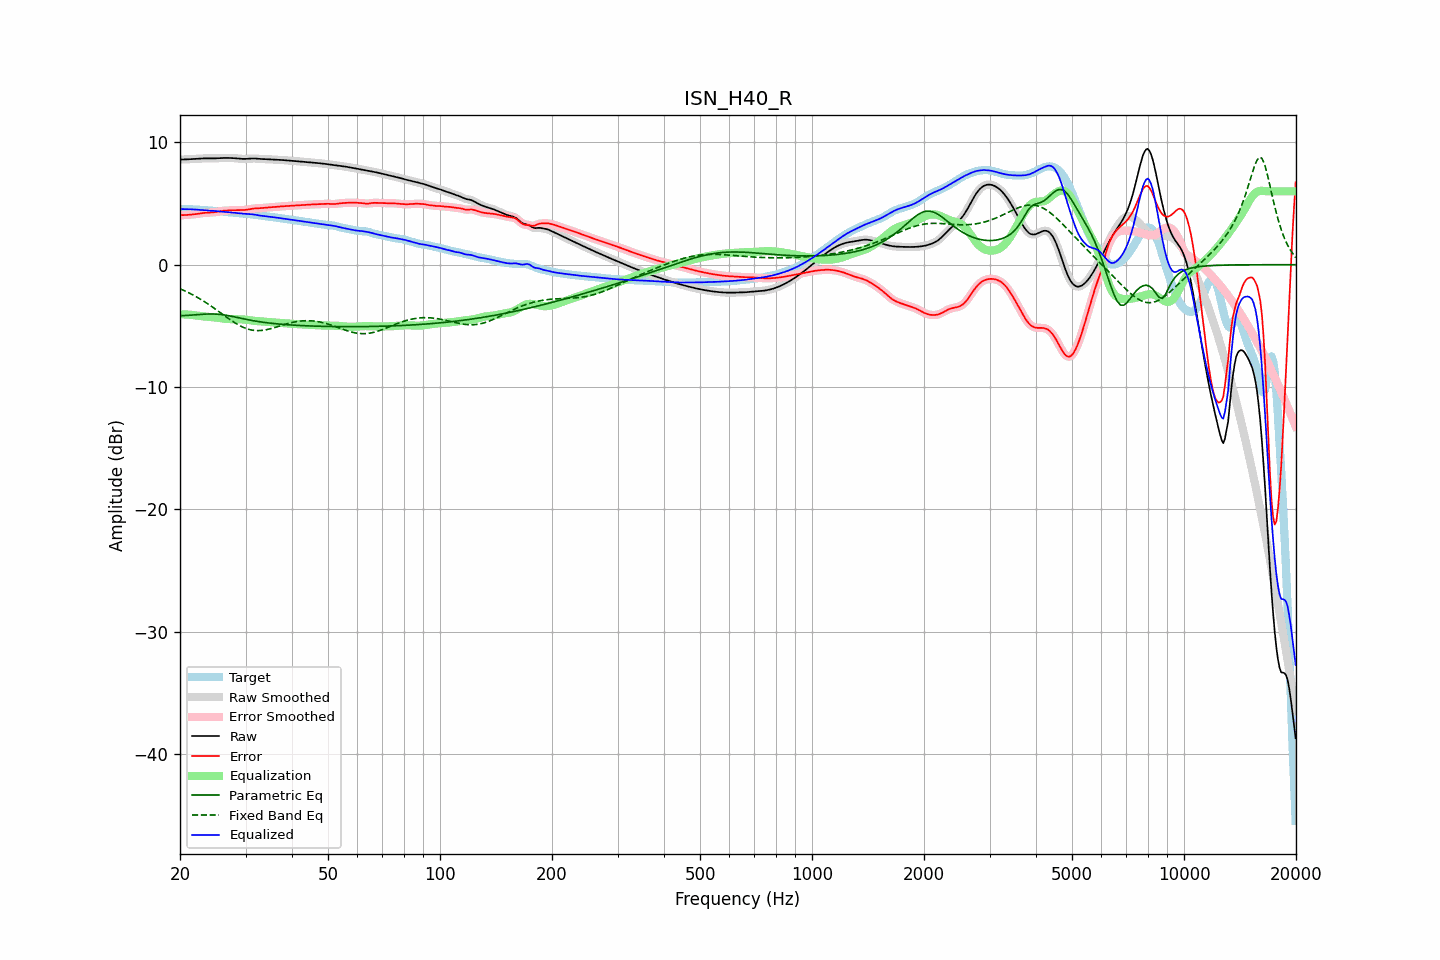 ISN_H40_R
Amplitude (dBr)
10
0
−10
−20
−30
−40
Target
Raw Smoothed
Error Smoothed
Raw
Error
Equalization
Parametric Eq
Fixed Band Eq
Equalized
20 50 100 200 500 1000 2000 5000 10000 20000
Frequency (Hz)